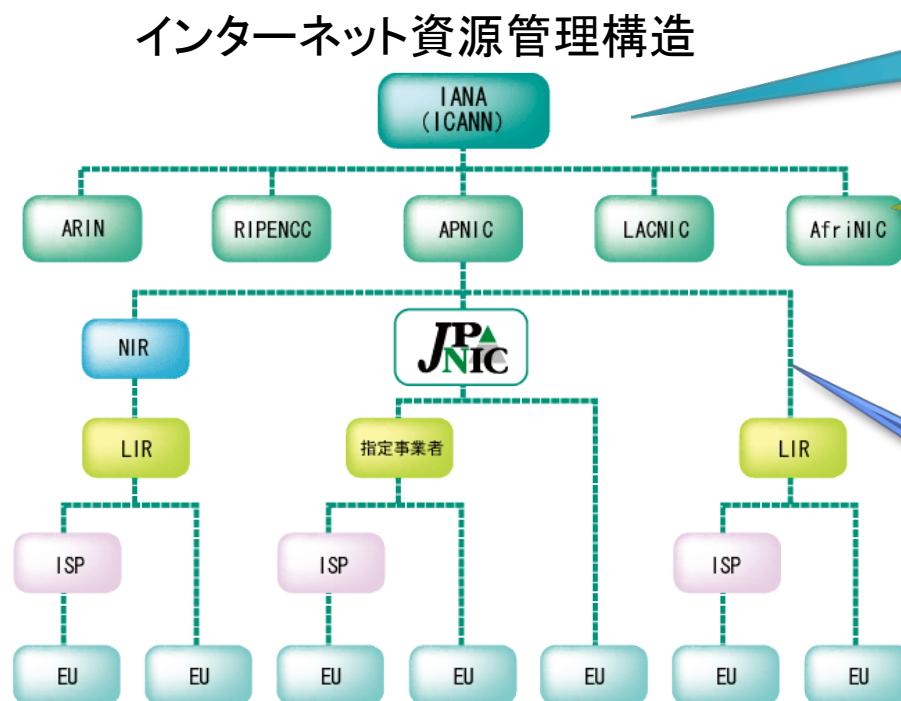 インターネット資源管理構造
IANA
(ICANN)
ARIN
RIPENCC
APNIC
LACNIC
AfriNIC
NIR
JPNIC
LIR
指定事業者
LIR
ISP
ISP
ISP
EU
EU
EU
EU
EU
EU
EU